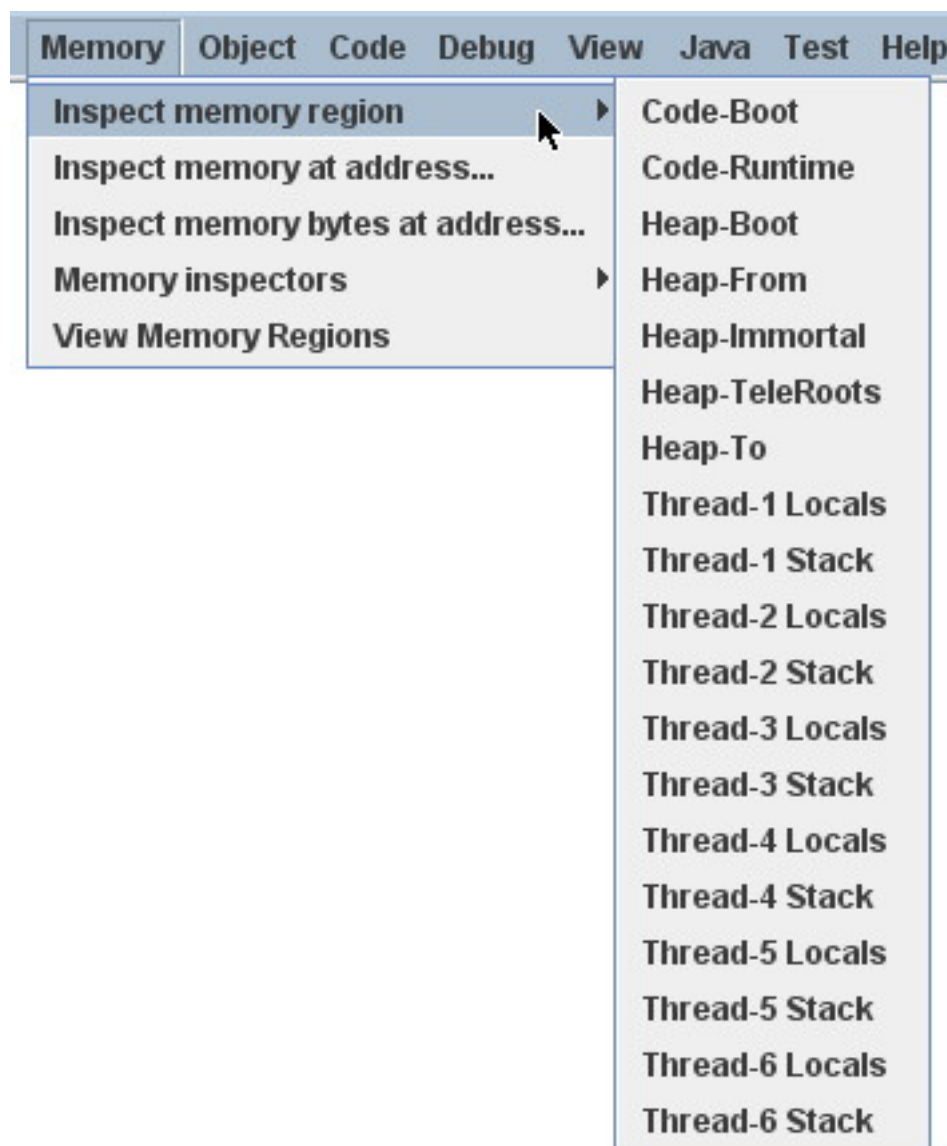 Memory Object Code Debug View Java Test Help
Inspect memory region
Inspect memory at address...
Inspect memory bytes at address...
Memory inspectors
View Memory Regions
Code-Boot
Code-Runtime
Heap-Boot
Heap-From
Heap-Immortal
Heap-TeleRoots
Heap-To
Thread-1 Locals
Thread-1 Stack
Thread-2 Locals
Thread-2 Stack
Thread-3 Locals
Thread-3 Stack
Thread-4 Locals
Thread-4 Stack
Thread-5 Locals
Thread-5 Stack
Thread-6 Locals
Thread-6 Stack